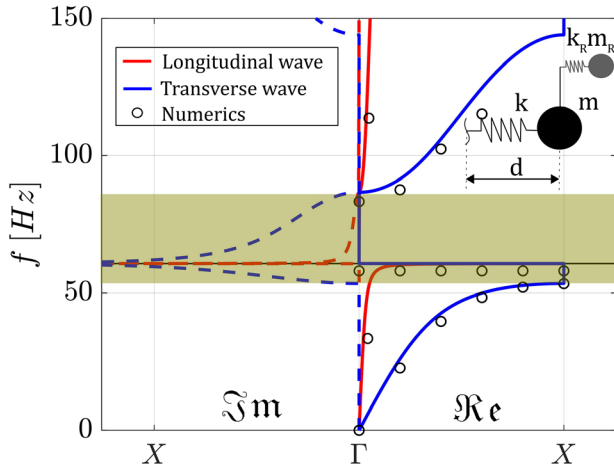 150
Longitudinal wave
Transverse wave
Numerics
k_R m_R
k
m
d
100
f [Hz]
50
0
ℑm
ℜe
X
Γ
X